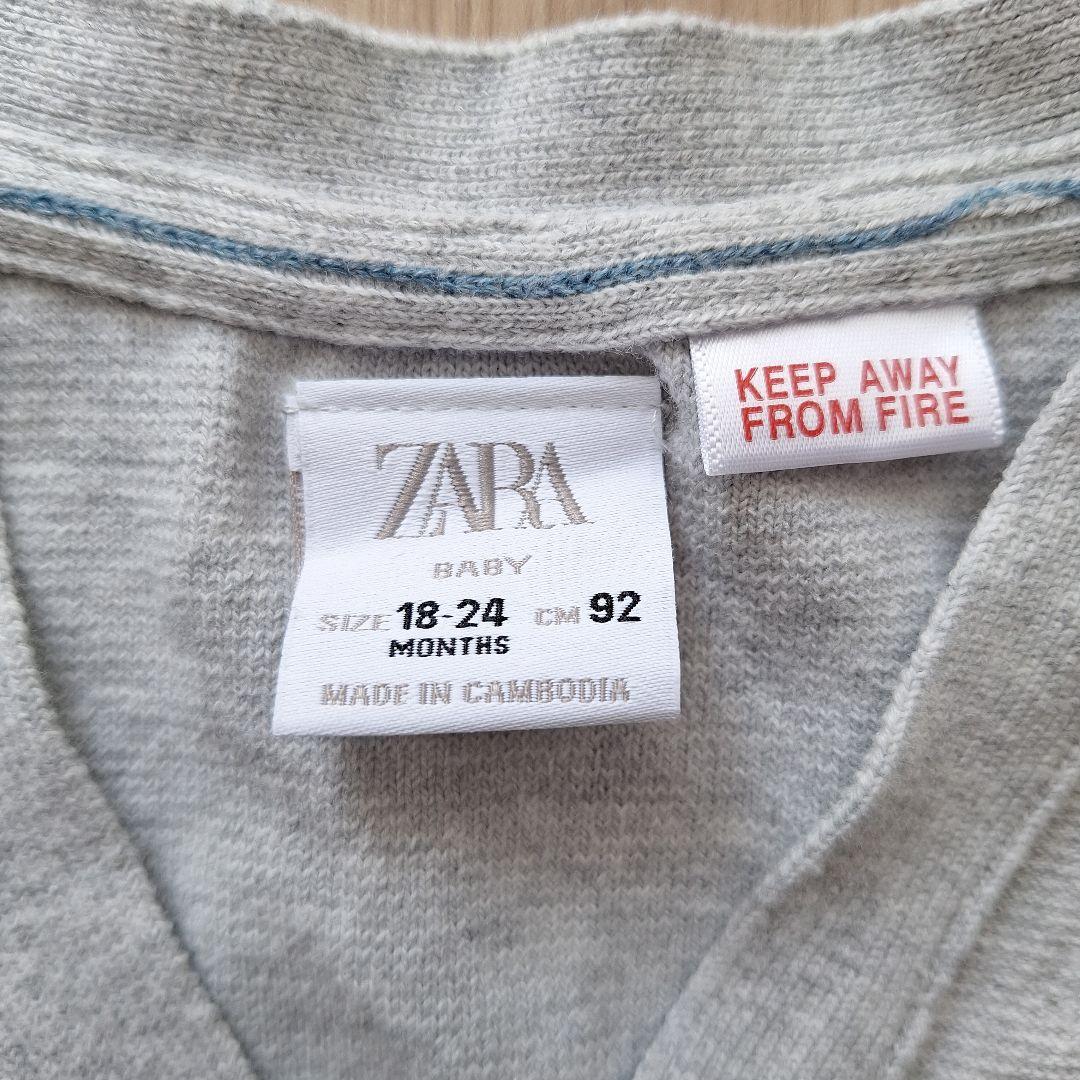 ZARA
BABY
SIZE 18-24 CM 92
MONTHS
MADE IN CAMBODIA
KEEP AWAY
FROM FIRE